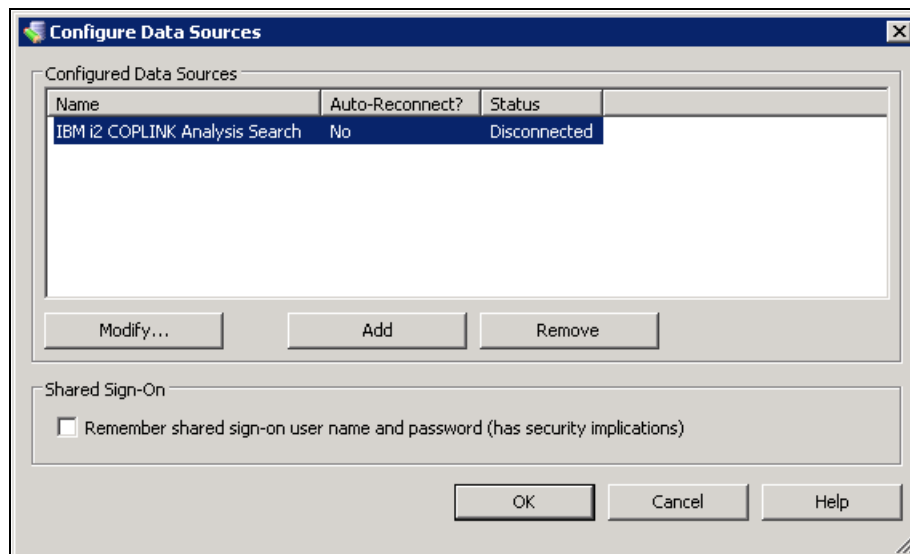 Configure Data Sources
Configured Data Sources
Name Auto-Reconnect? Status
IBM i2 COPLINK Analysis Search No Disconnected
Modify... Add Remove
Shared Sign-On
Remember shared sign-on user name and password (has security implications)
OK Cancel Help